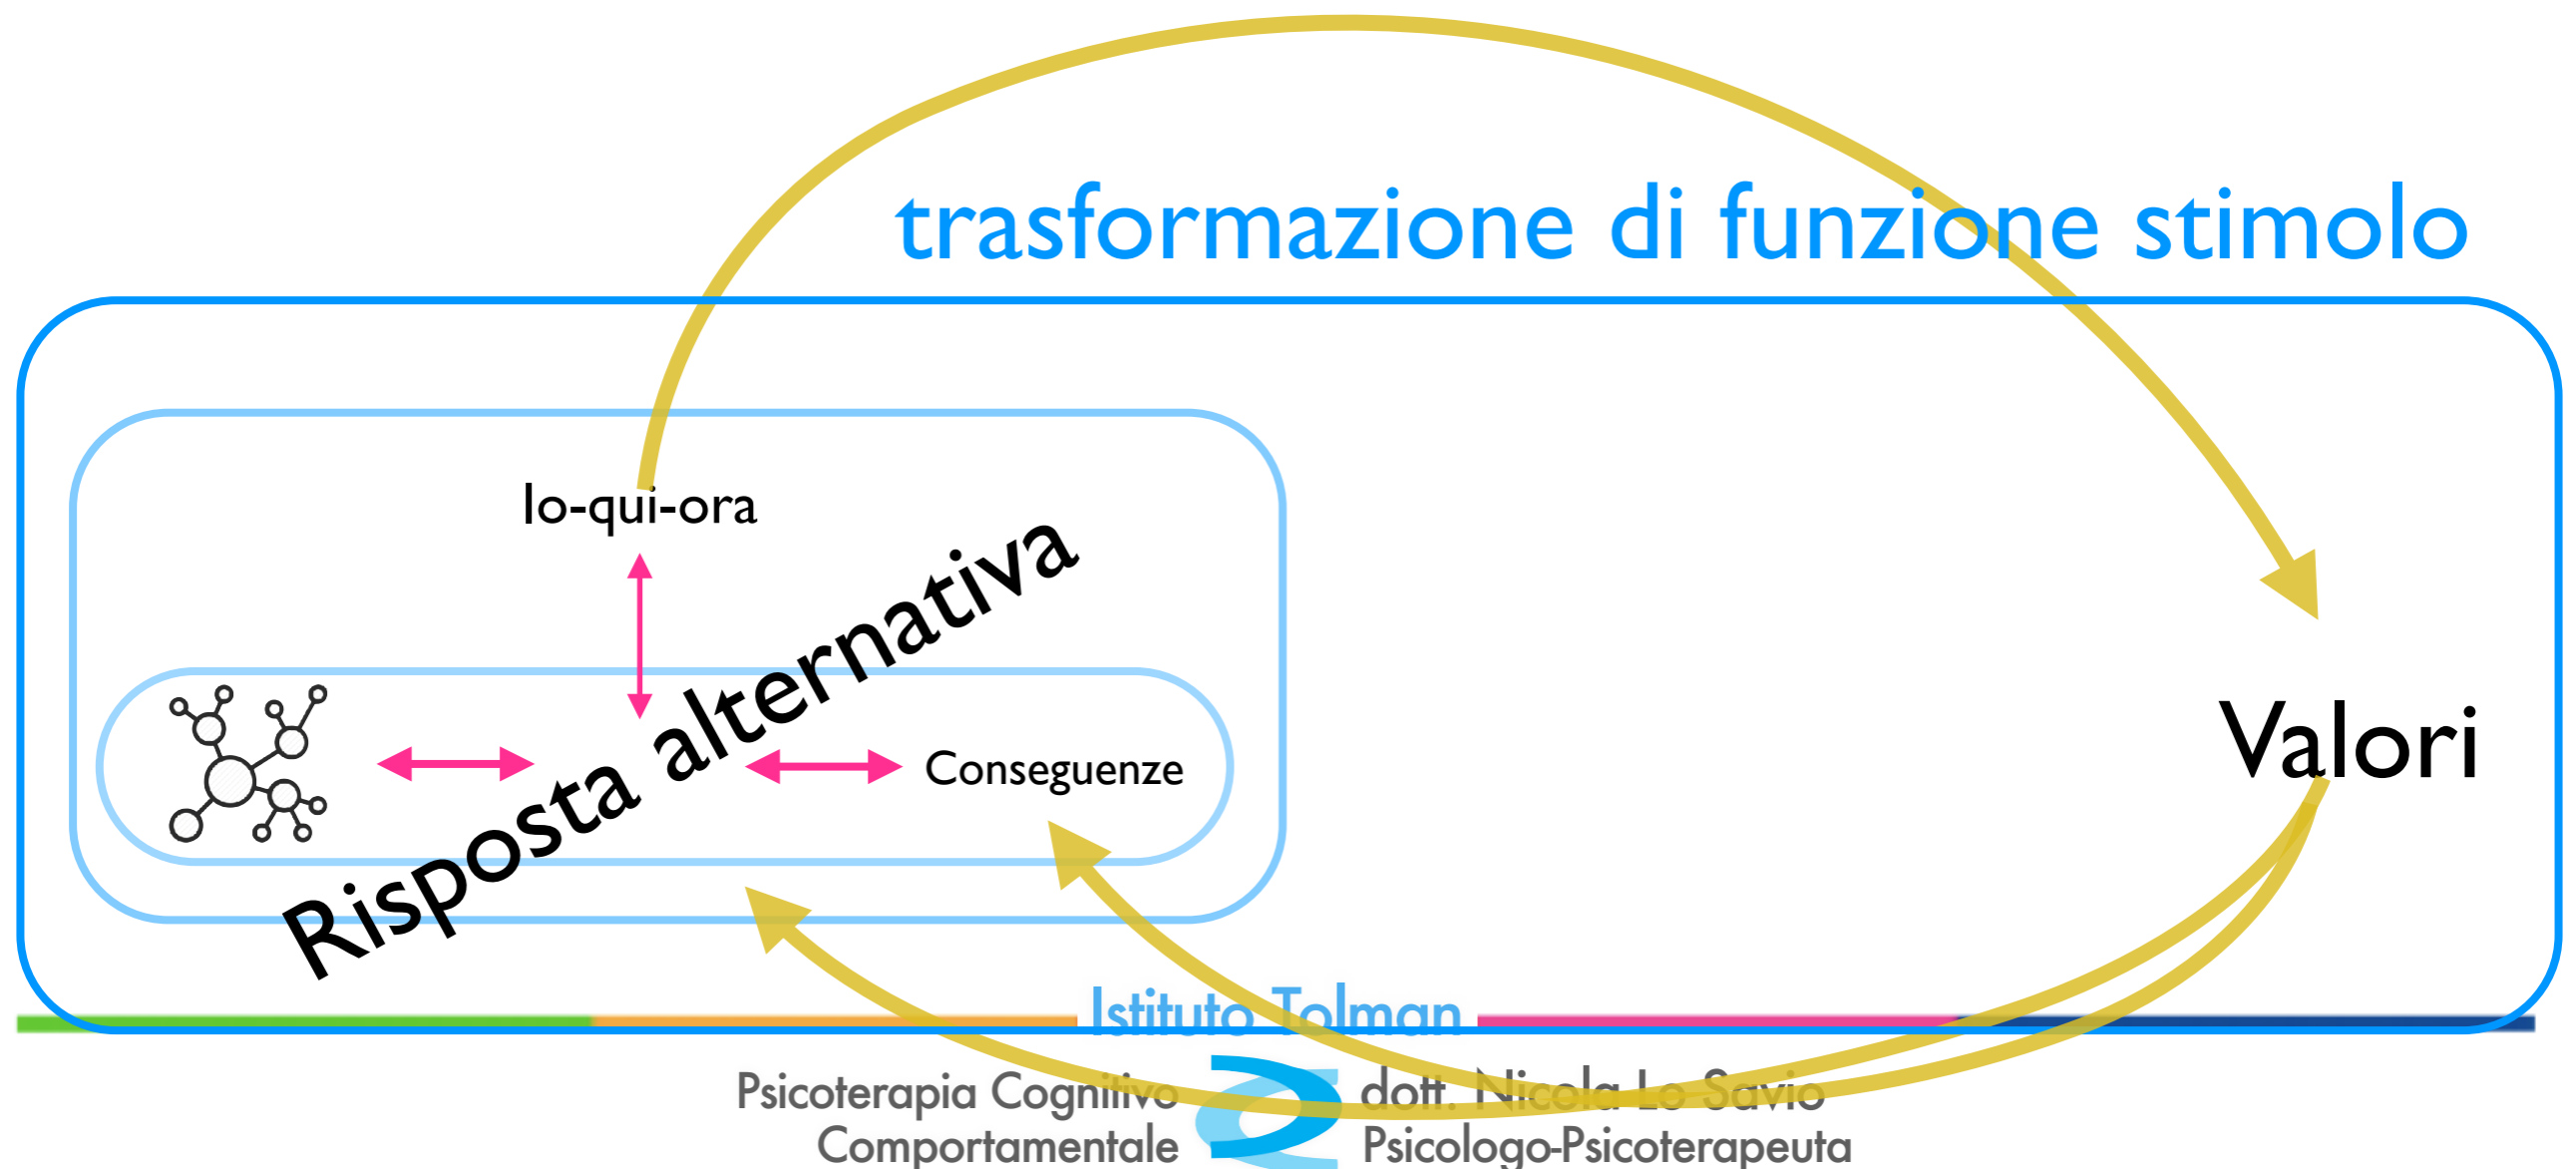 trasformazione di funzione stimolo
Io-qui-ora
Risposta alternativa
Conseguenze
Valori
Istituto Tolman
Psicoterapia Cognitivo
Comportamentale
dott. Nicola Lo Savio
Psicologo-Psicoterapeuta